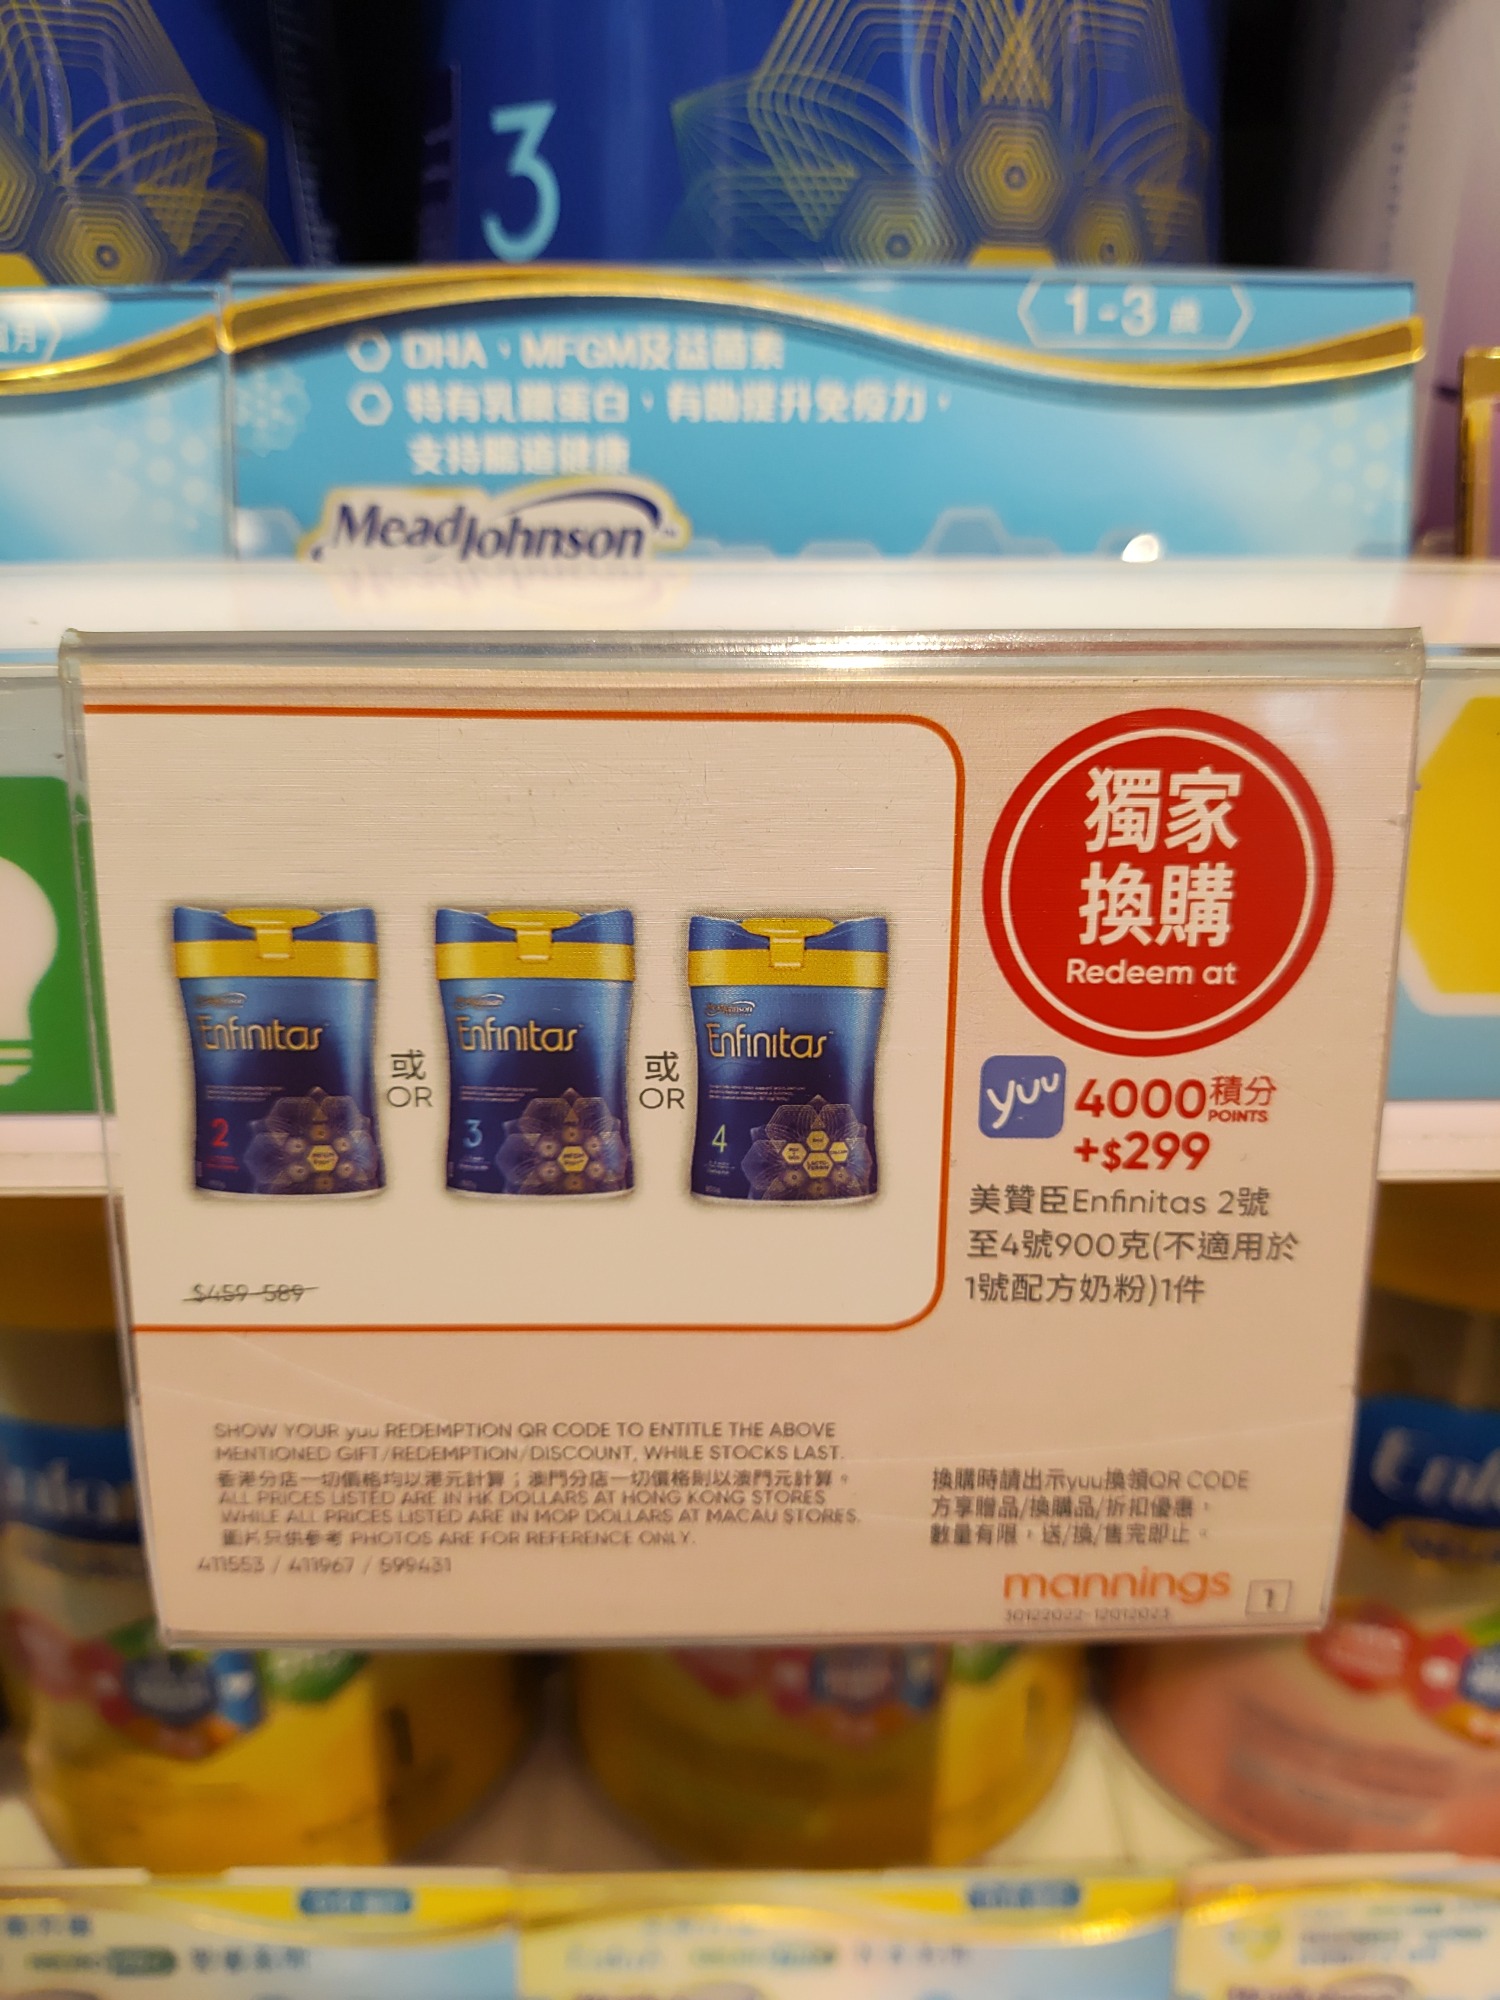 3
1-3 歲
DHA、MFGM及益菌素
特有乳鐵蛋白,有助提升免疫力,
支持腸道健康
MeadJohnson
獨家
換購
Redeem at
yuu 4000積分
POINTS
+$299
美贊臣Enfinitas 2號
至4號900克(不適用於
1號配方奶粉)1件
Enfinitas
2
或
OR
Enfinitas
3
或
OR
Enfinitas
4
$459-589
SHOW YOUR yuu REDEMPTION QR CODE TO ENTITLE THE ABOVE
MENTIONED GIFT/REDEMPTION/DISCOUNT, WHILE STOCKS LAST.
香港分店一切價格均以港元計算;澳門分店一切價格則以澳門元計算。
ALL PRICES LISTED ARE IN HK DOLLARS AT HONG KONG STORES
WHILE ALL PRICES LISTED ARE IN MOP DOLLARS AT MACAU STORES.
圖片只供參考 PHOTOS ARE FOR REFERENCE ONLY.
411553 / 411967 / 599431
換購時請出示yuu換領QR CODE
方享贈品/換購品/折扣優惠,
數量有限,送/換/售完即止。
mannings
30122022-12012023
1